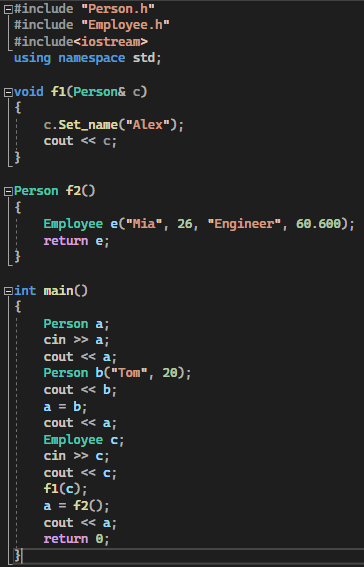 #include "Person.h"
#include "Employee.h"
#include<iostream>
using namespace std;
void f1(Person& c)
{
c.Set_name("Alex");
cout << c;
}
Person f2()
{
Employee e("Mia", 26, "Engineer", 60.600);
return e;
}
int main()
{
Person a;
cin >> a;
cout << a;
Person b("Tom", 20);
cout << b;
a = b;
cout << a;
Employee c;
cin >> c;
cout << c;
f1(c);
a = f2();
cout << a;
return 0;
}